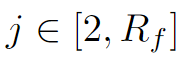 j ∈ [2, R_f]